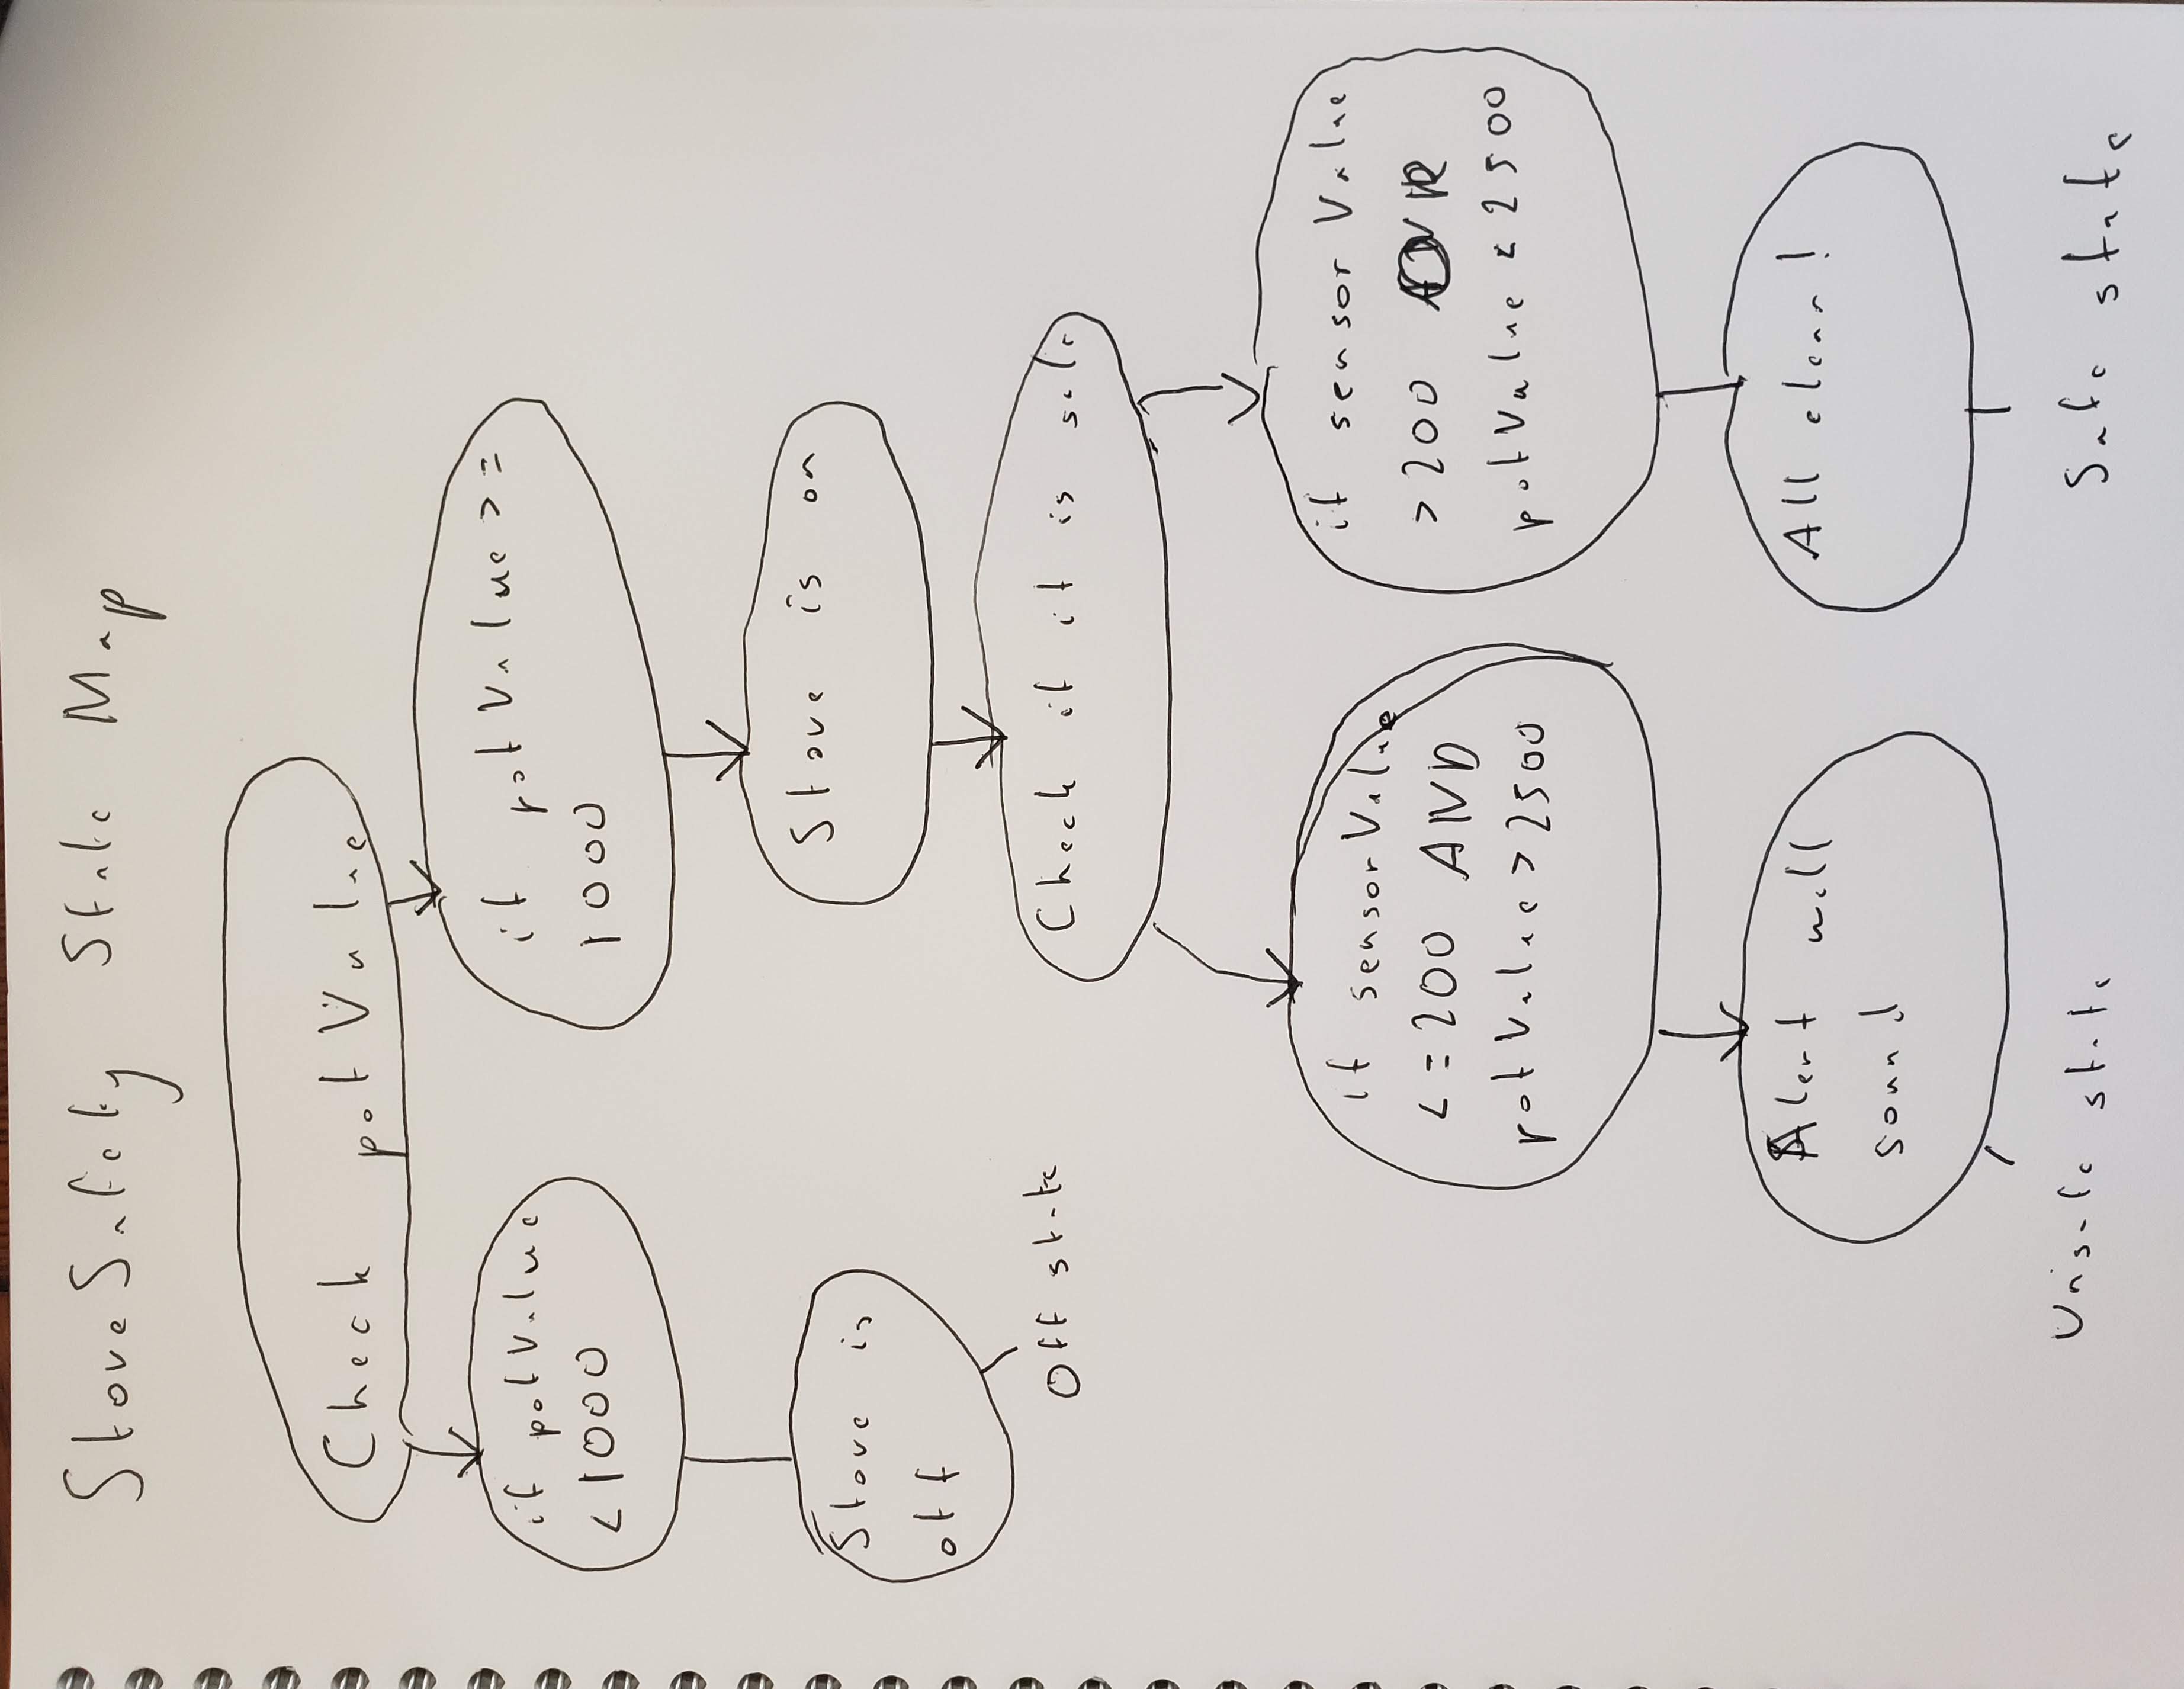 StoveSafety State Map
Check potValue
if potValue
<1000
if potValue >=
1000
Stove is on
Stove is
off
Off state
Check if it is safe
if sensorValue
<=200 AND
potValue > 2500
if sensorValue
>200 OR
potValue < 2500
Alert will
sound
All clear!
Unsafe state
Safe state